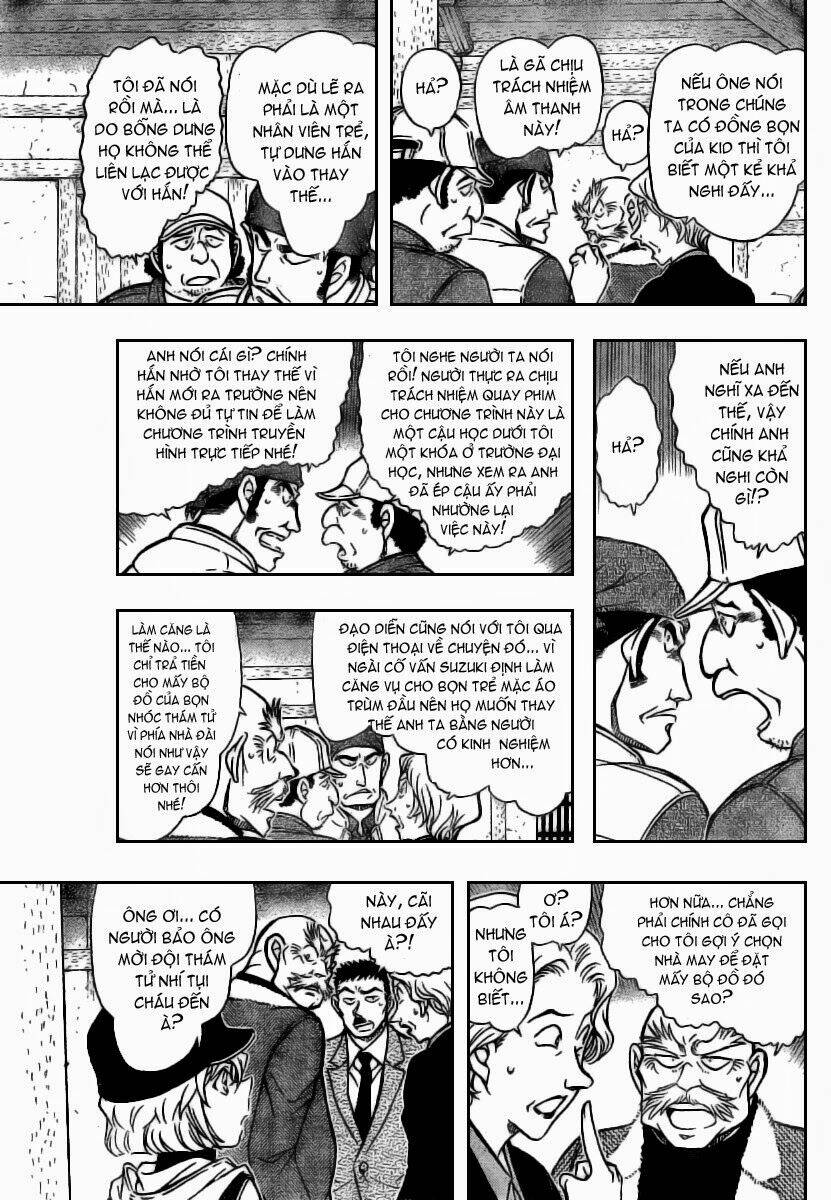 NẾU ÔNG NÓI
TRONG CHÚNG
TA CÓ ĐỒNG BỌN
CỦA KID THÌ TÔI
BIẾT MỘT KẺ KHẢ
NGHI ĐẤY...
HẢ?
LÀ GÃ CHỊU
TRÁCH NHIỆM
ÂM THANH
NÀY!
HẢ?
MẶC DÙ LẼ RA
PHẢI LÀ MỘT
NHÂN VIÊN TRẺ,
TỰ DUNG HẮN
VÀO THAY
THẾ...
TÔI ĐÃ NÓI
RỒI MÀ... LÀ
DO BỖNG DƯNG
HỌ KHÔNG THỂ
LIÊN LẠC ĐƯỢC
VỚI HẮN!
NẾU ANH
NGHĨ XA ĐẾN
THẾ, VẬY
CHÍNH ANH
CŨNG KHẢ
NGHI CÒN
GÌ!?
HẢ?
TÔI NGHE NGƯỜI TA NÓI
RỒI! NGƯỜI THỰC RA CHỊU
TRÁCH NHIỆM QUAY PHIM
CHO CHƯƠNG TRÌNH NÀY LÀ
MỘT CẬU HỌC DƯỚI TÔI
MỘT KHÓA Ở TRƯỜNG ĐẠI
HỌC, NHƯNG XEM RA ANH
ĐÃ ÉP CẬU ẤY PHẢI
NHƯỜNG LẠI
VIỆC NÀY!
ANH NÓI CÁI GÌ? CHÍNH
HẮN NHỜ TÔI THAY THẾ VÌ
HẮN MỚI RA TRƯỜNG NÊN
KHÔNG ĐỦ TỰ TIN ĐỂ LÀM
CHƯƠNG TRÌNH TRUYỀN
HÌNH TRỰC TIẾP NHÉ!
ĐẠO DIỄN CŨNG NÓI VỚI TÔI QUA
ĐIỆN THOẠI VỀ CHUYỆN ĐÓ... VÌ
NGÀI CỐ VẤN SUZUKI ĐỊNH LÀM
CĂNG VỤ CHO BỌN TRẺ MẶC ÁO
TRÙM ĐẦU NÊN HỌ MUỐN THAY
THẾ ANH TA BẰNG NGƯỜI
CÓ KINH NGHIỆM
HƠN...
LÀM CĂNG LÀ
THẾ NÀO... TÔI
CHỈ TRẢ TIỀN
CHO MẤY BỘ
ĐỒ CỦA BỌN
NHÓC THÁM TỬ
VÌ PHÍA NHÀ ĐÀI
NÓI NHƯ VẬY
SẼ GAY CẤN
HƠN THÔI
NHÉ!
HƠN NỮA... CHẲNG
PHẢI CHÍNH CÔ ĐÃ GỌI
CHO TÔI GỢI Ý CHỌN
NHÀ MAY ĐỂ ĐẶT
MẤY BỘ ĐỒ ĐÓ
SAO?
Ơ?
TÔI Á?
NHƯNG
TÔI
KHÔNG
BIẾT...
NÀY, CÃI
NHAU ĐẤY
À?!
ÔNG ƠI... CÓ
NGƯỜI BẢO ÔNG
MỜI ĐỘI THÁM
TỬ NHÍ TỤI
CHÁU ĐẾN
À?